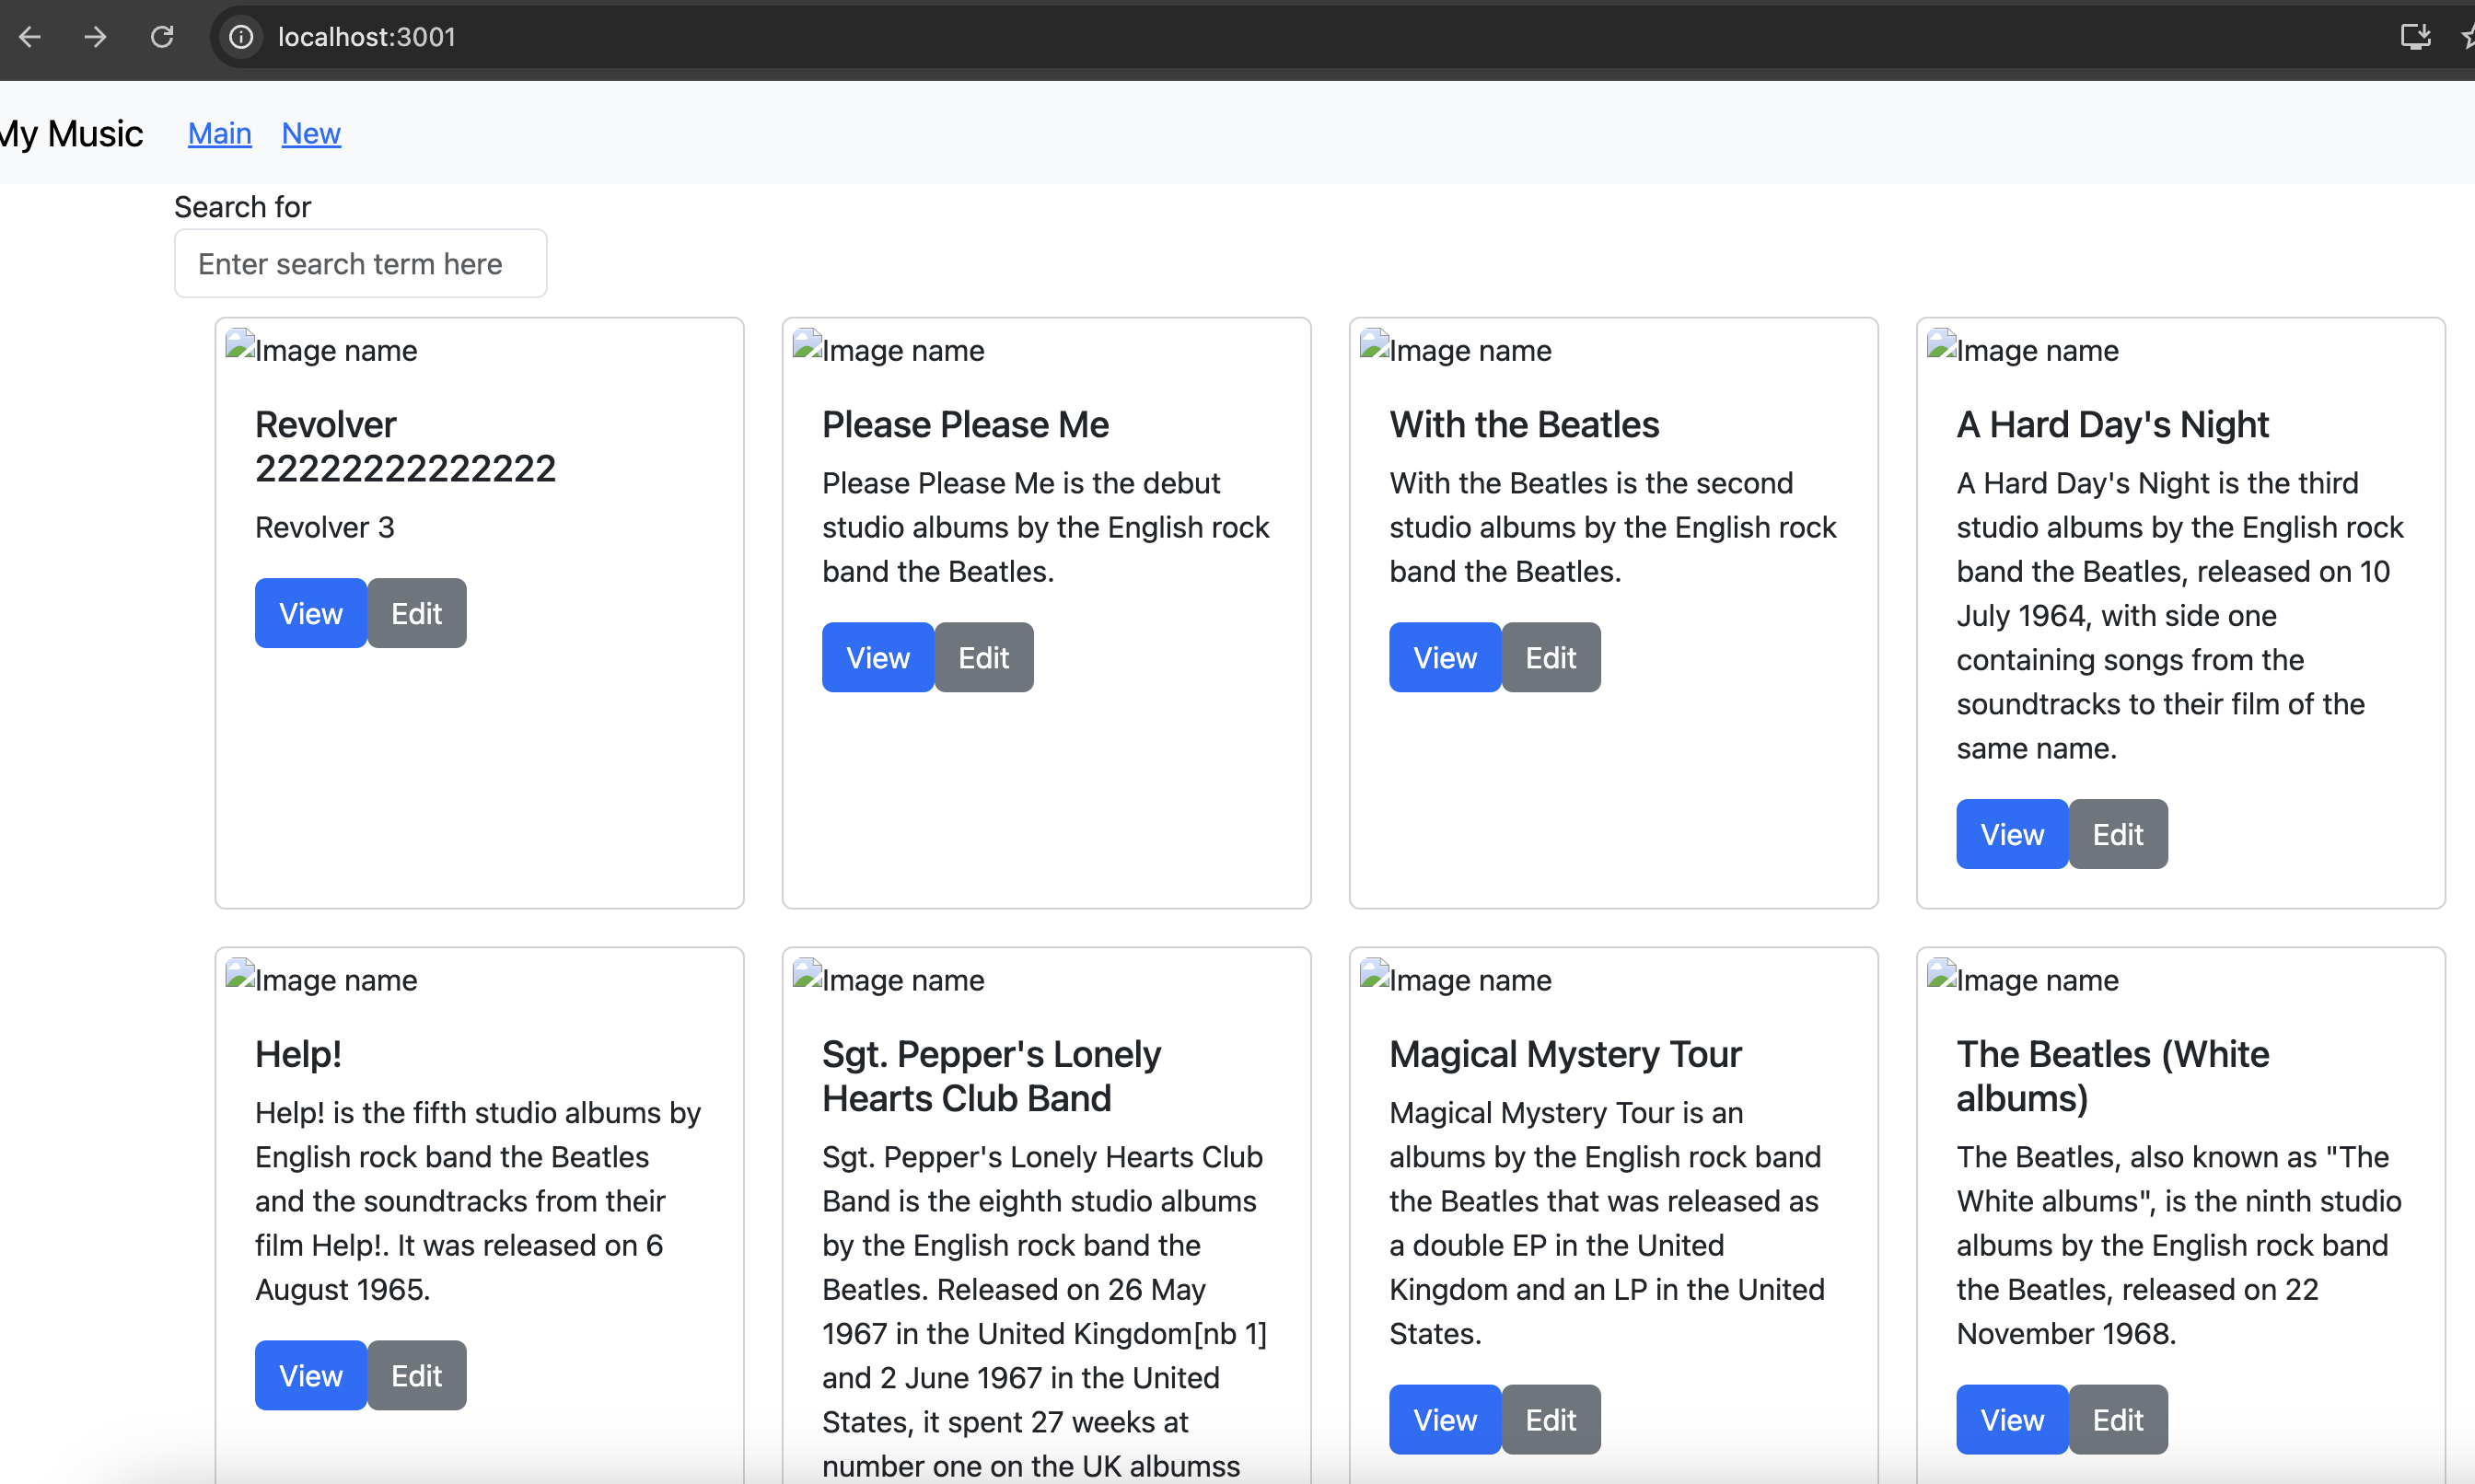 localhost:3001
My Music Main New
Search for
Enter search term here
Image name
Revolver
22222222222222
Revolver 3
View Edit
Image name
Please Please Me
Please Please Me is the debut
studio albums by the English rock
band the Beatles.
View Edit
Image name
With the Beatles
With the Beatles is the second
studio albums by the English rock
band the Beatles.
View Edit
Image name
A Hard Day's Night
A Hard Day's Night is the third
studio albums by the English rock
band the Beatles, released on 10
July 1964, with side one
containing songs from the
soundtracks to their film of the
same name.
View Edit
Image name
Help!
Help! is the fifth studio albums by
English rock band the Beatles
and the soundtracks from their
film Help!. It was released on 6
August 1965.
View Edit
Image name
Sgt. Pepper's Lonely
Hearts Club Band
Sgt. Pepper's Lonely Hearts Club
Band is the eighth studio albums
by the English rock band the
Beatles. Released on 26 May
1967 in the United Kingdom[nb 1]
and 2 June 1967 in the United
States, it spent 27 weeks at
number one on the UK albumss
Image name
Magical Mystery Tour
Magical Mystery Tour is an
albums by the English rock band
the Beatles that was released as
a double EP in the United
Kingdom and an LP in the United
States.
View Edit
Image name
The Beatles (White
albums)
The Beatles, also known as "The
White albums", is the ninth studio
albums by the English rock band
the Beatles, released on 22
November 1968.
View Edit